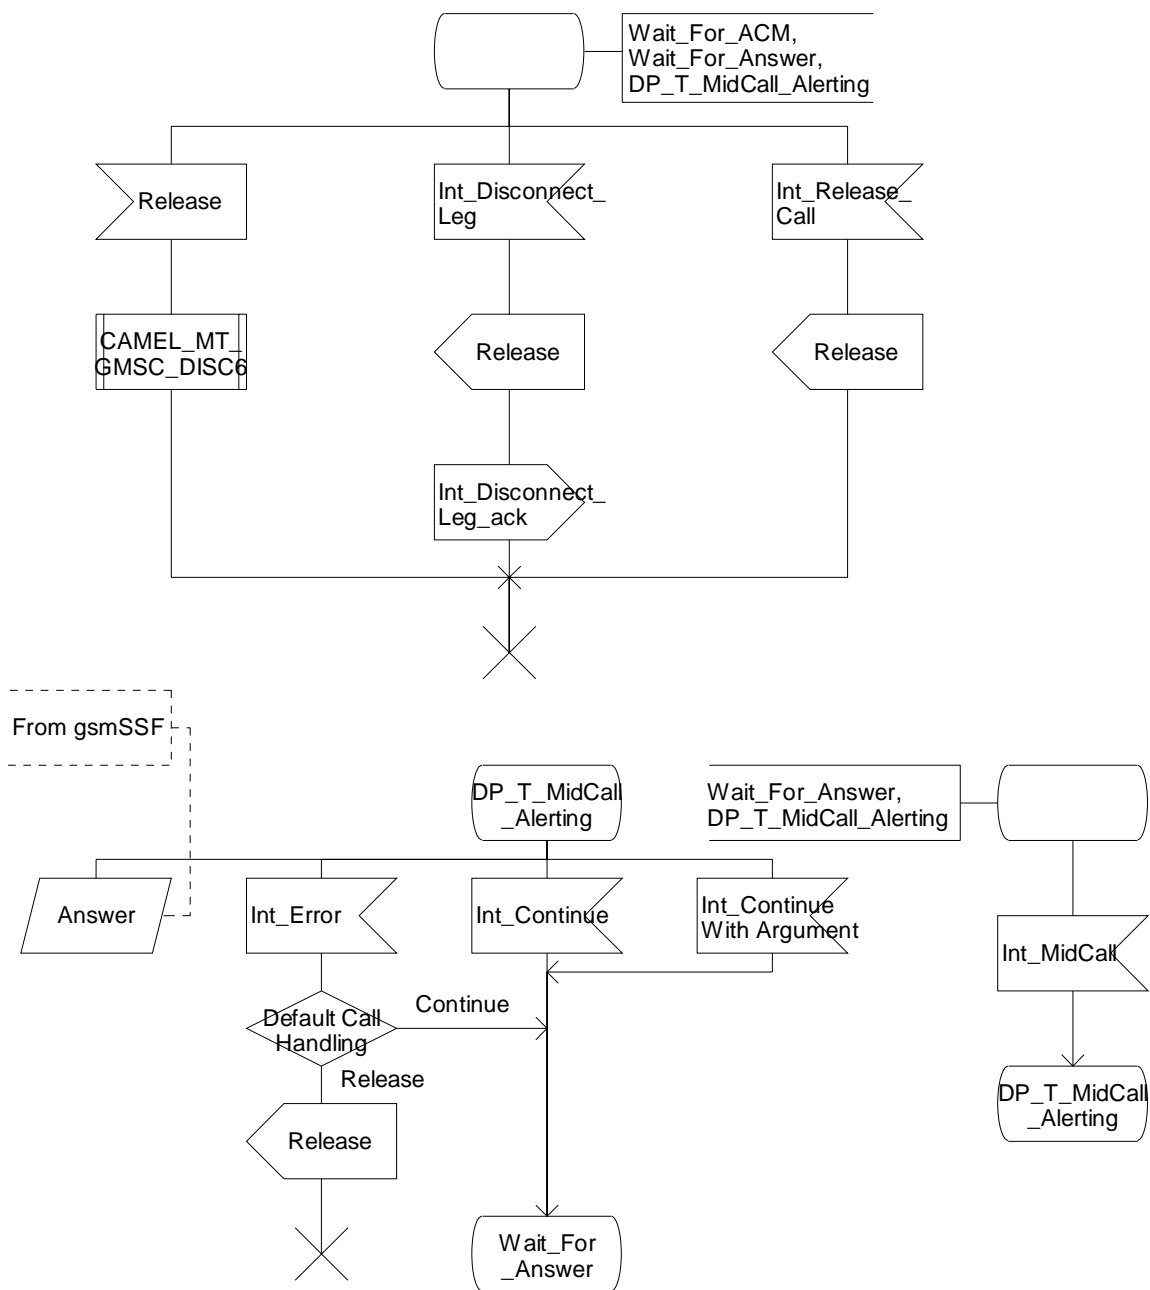 Wait_For_ACM,
Wait_For_Answer,
DP_T_MidCall_Alerting
Release
Int_Disconnect_
Leg
Int_Release_
Call
CAMEL_MT_
GMSC_DISC6
Release
Release
Int_Disconnect_
Leg_ack
From gsmSSF
DP_T_MidCall
_Alerting
Wait_For_Answer,
DP_T_MidCall_Alerting
Answer
Int_Error
Int_Continue
Int_Continue
With Argument
Int_MidCall
Default Call
Handling
Continue
Release
DP_T_MidCall
_Alerting
Release
Wait_For
_Answer